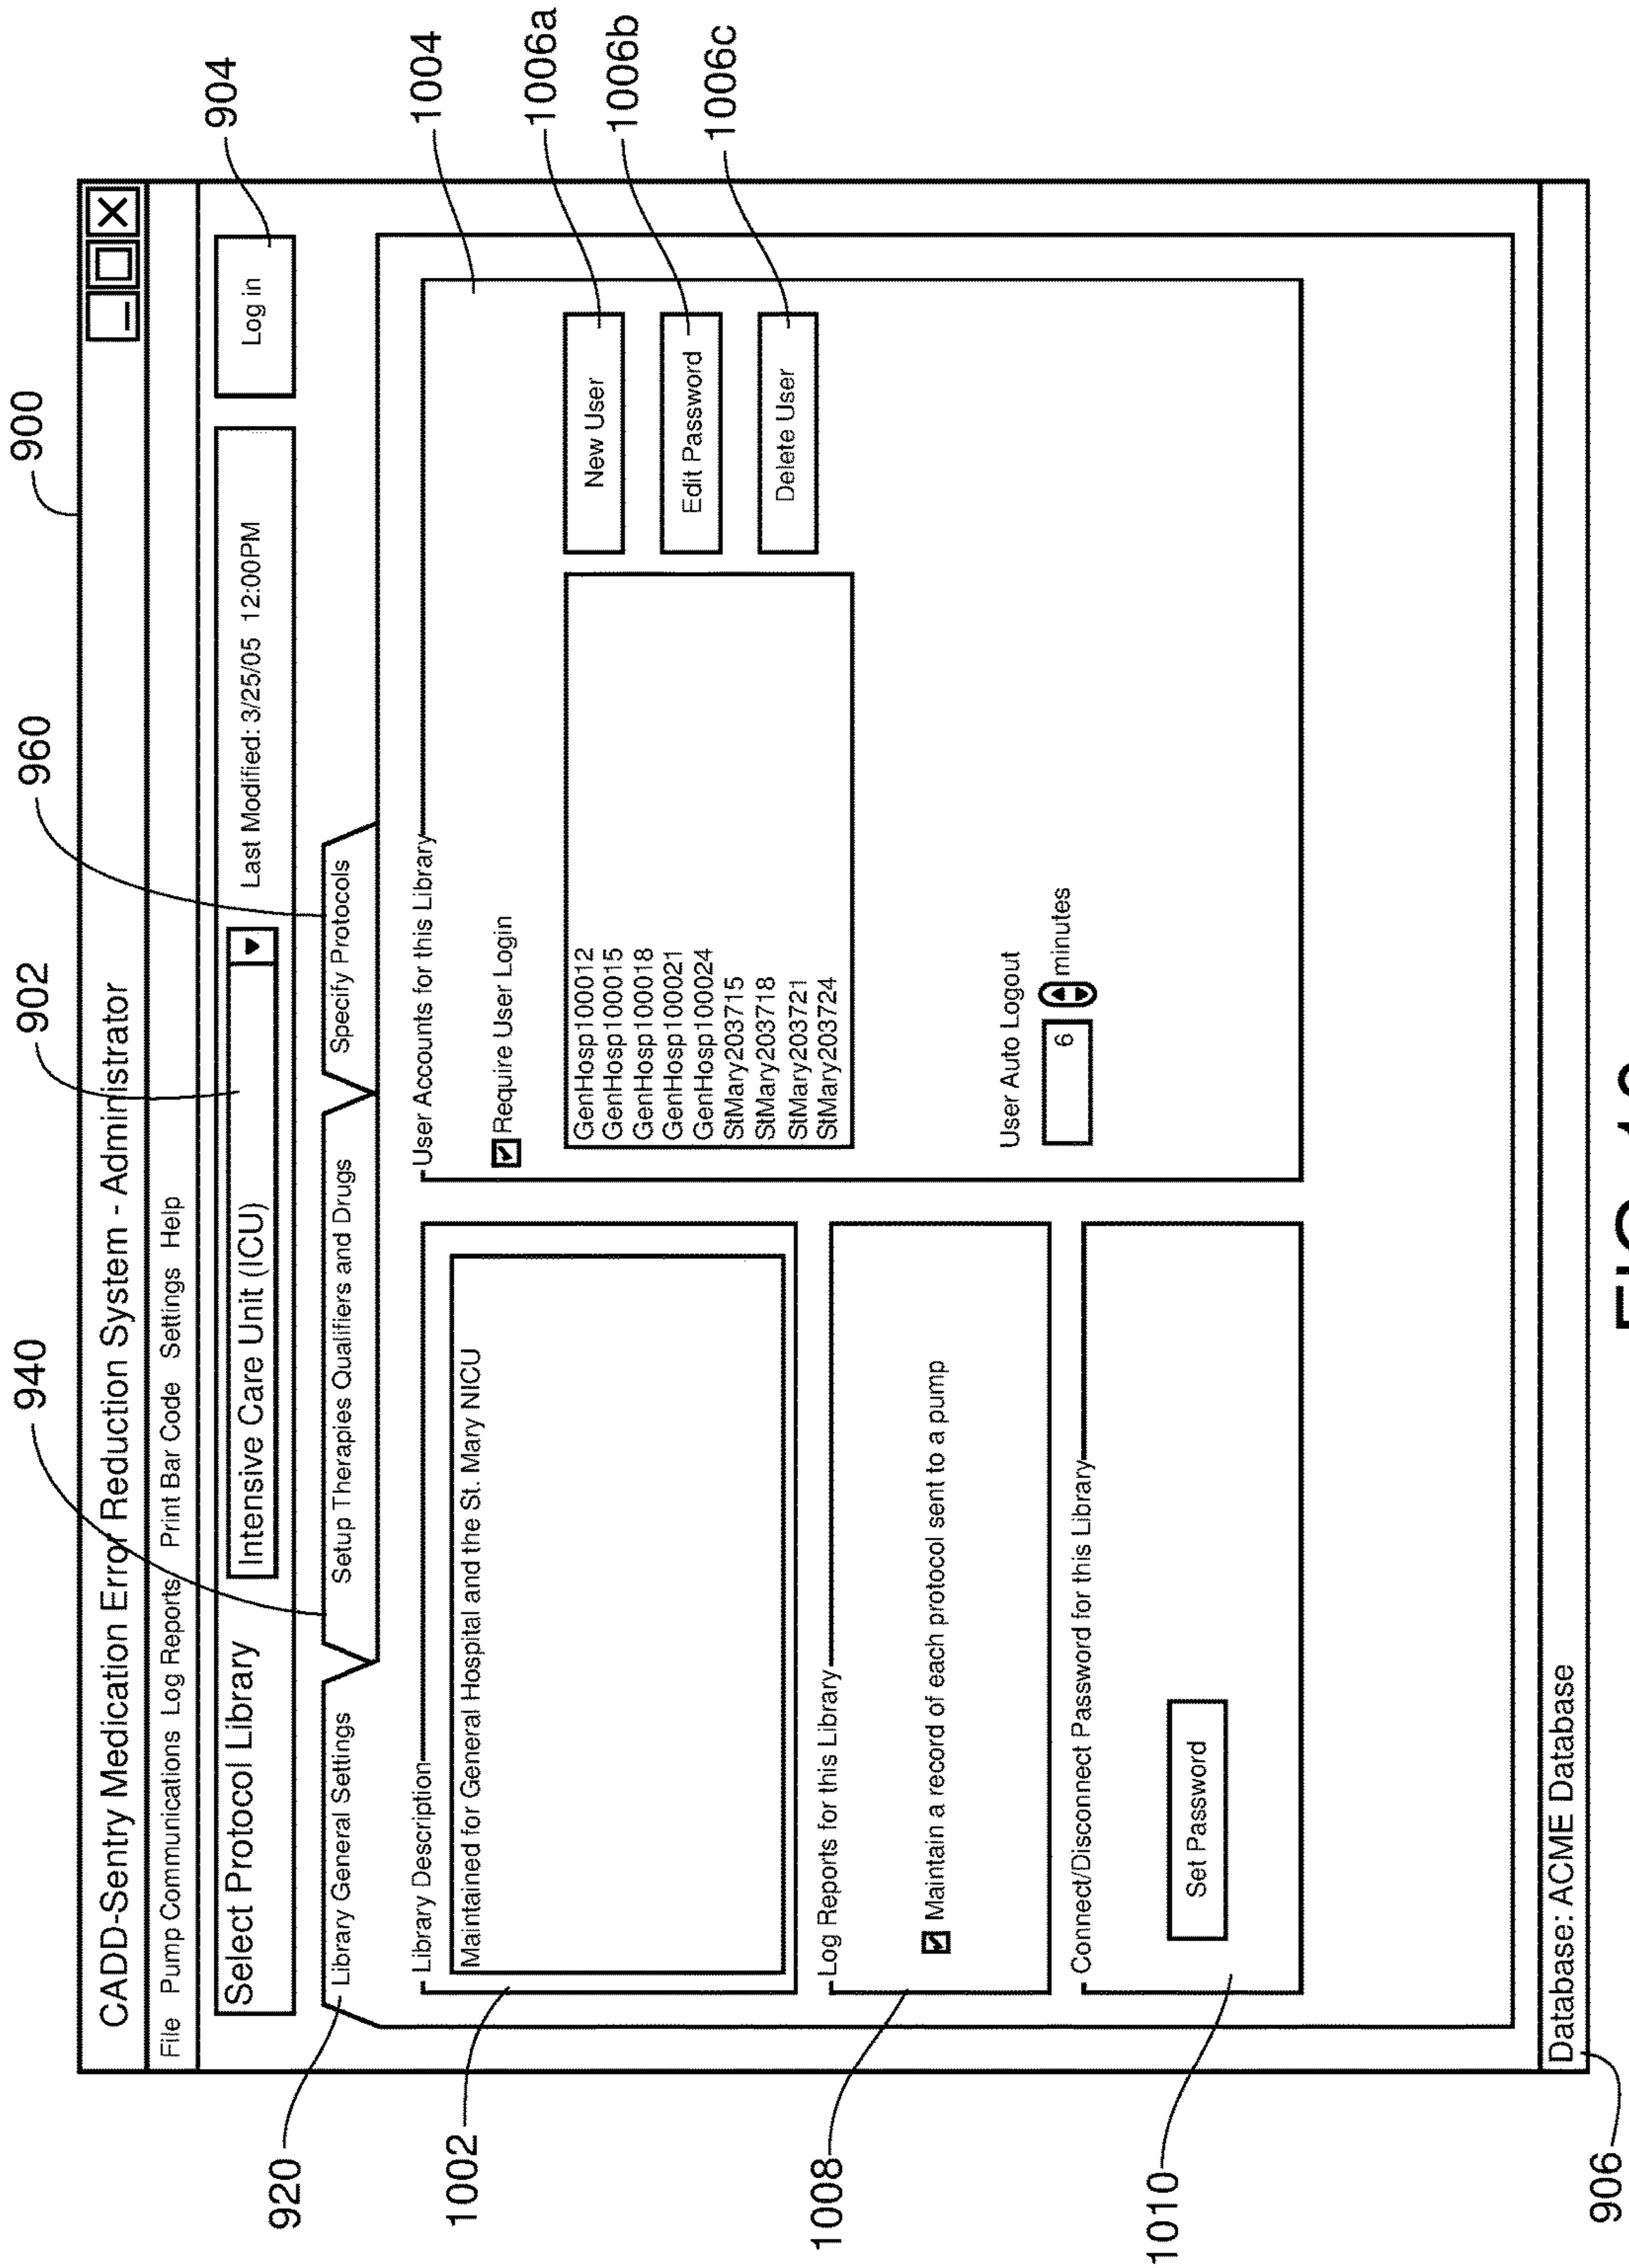 900
CADD-Sentry Medication Error Reduction System - Administrator
File Pump Communications Log Reports Print Bar Code Settings Help
940
902
960
904
Select Protocol Library Intensive Care Unit (ICU) Last Modified: 3/25/05 12:00PM Log in
920
Library General Settings Setup Therapies Qualifiers and Drugs Specify Protocols
1002
Library Description
Maintained for General Hospital and the St. Mary NICU
1008
Log Reports for this Library
Maintain a record of each protocol sent to a pump
1010
Connect/Disconnect Password for this Library
Set Password
1004
User Accounts for this Library
Require User Login
GenHosp100012
GenHosp100015
GenHosp100018
GenHosp100021
GenHosp100024
StMary203715
StMary203718
StMary203721
StMary203724
New User
1006a
Edit Password
1006b
Delete User
1006c
User Auto Logout
6 minutes
906
Database: ACME Database